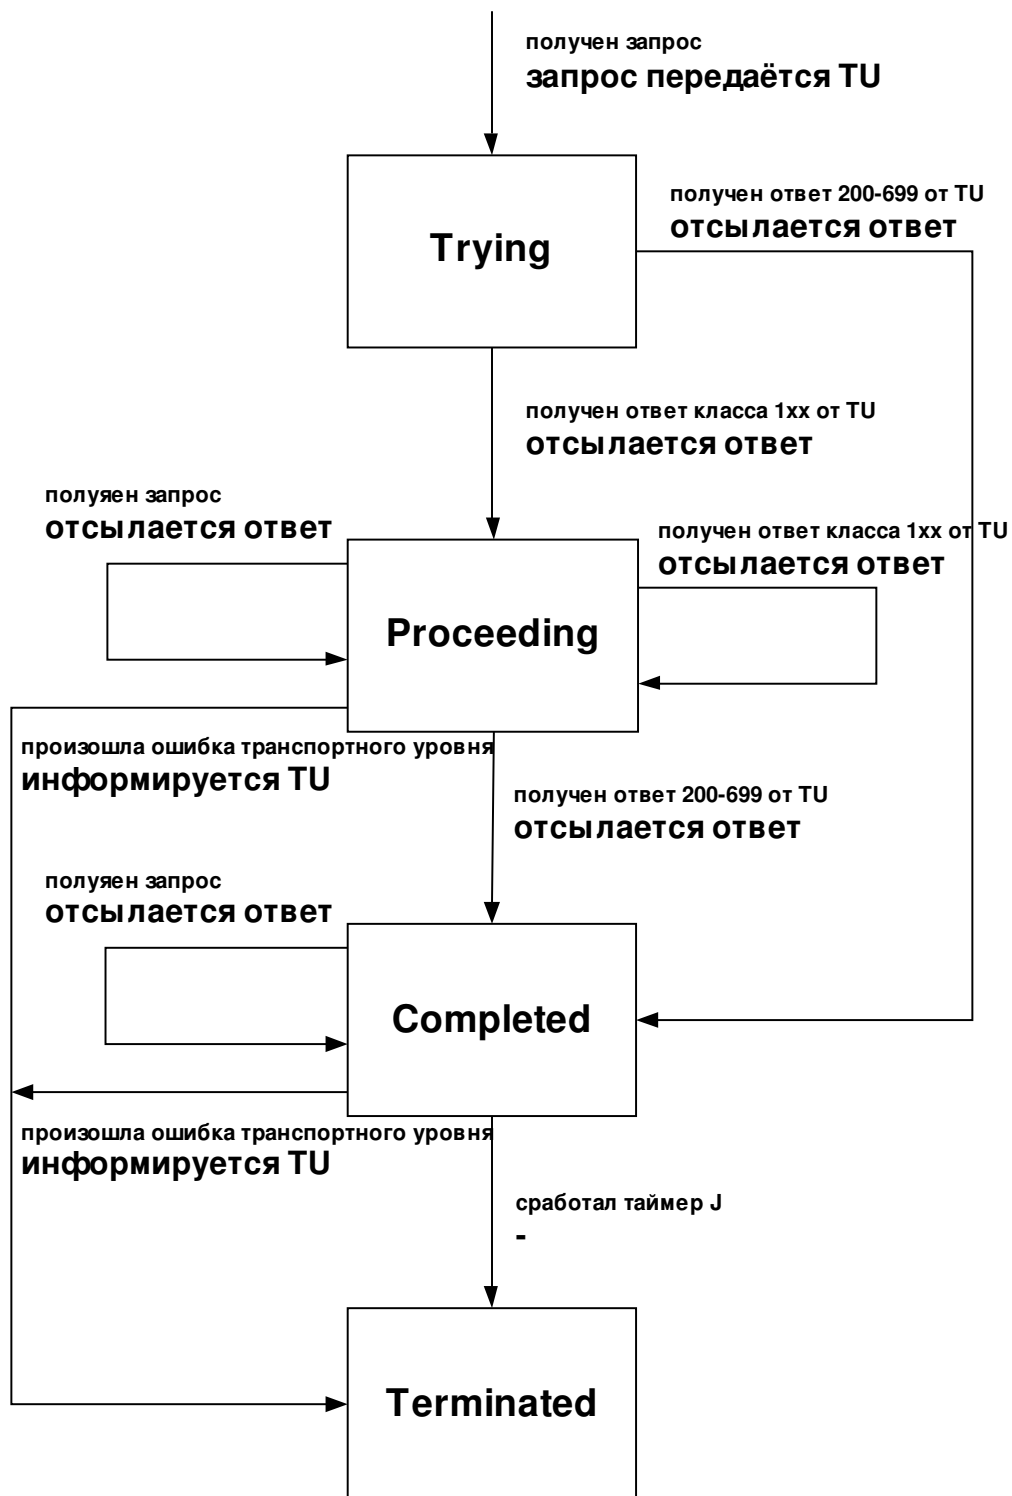 получен запрос
запрос передаётся TU
получен ответ 200-699 от TU
отсылается ответ
Trying
получен ответ класса 1xx от TU
отсылается ответ
полуяен запрос
отсылается ответ
получен ответ класса 1xx от TU
отсылается ответ
Proceeding
произошла ошибка транспортного уровня
информируется TU
получен ответ 200-699 от TU
отсылается ответ
полуяен запрос
отсылается ответ
Completed
произошла ошибка транспортного уровня
информируется TU
сработал таймер J
-
Terminated